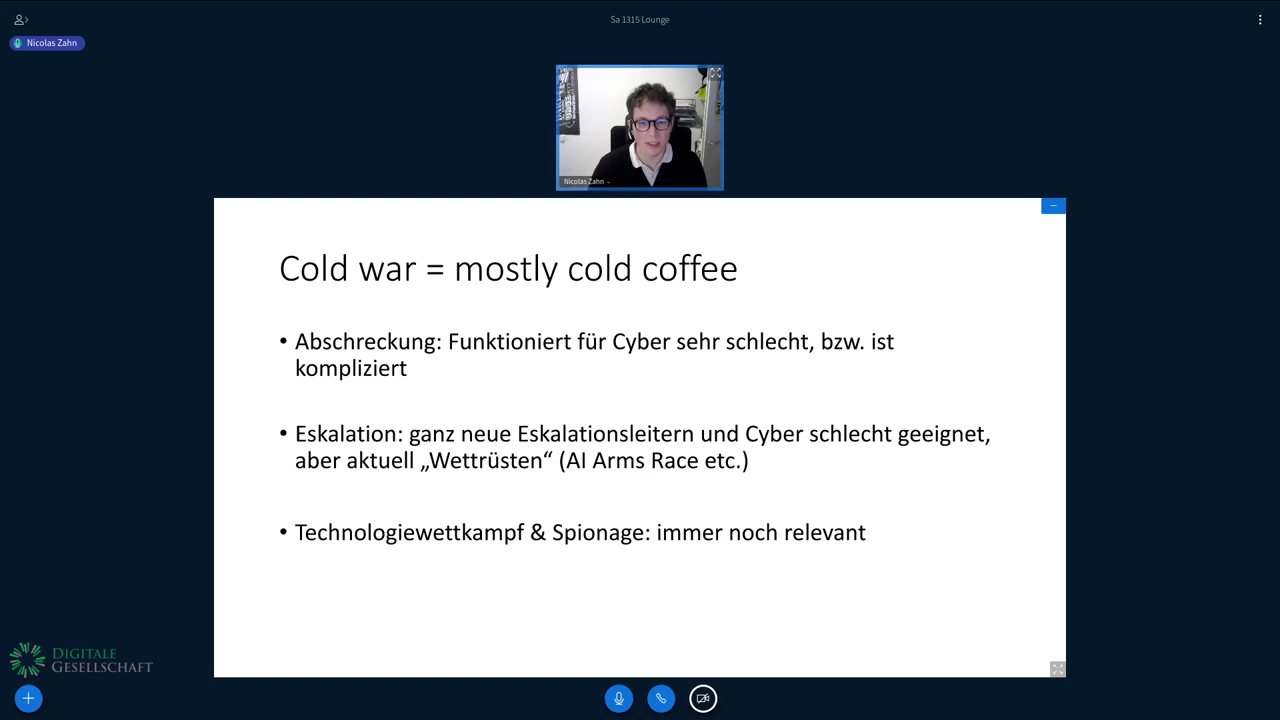 Sa 1315 Lounge
Nicolas Zahn
Nicolas Zahn
Cold war = mostly cold coffee
• Abschreckung: Funktioniert für Cyber sehr schlecht, bzw. ist
kompliziert
• Eskalation: ganz neue Eskalationsleitern und Cyber schlecht geeignet,
aber aktuell „Wettrüsten“ (AI Arms Race etc.)
• Technologiewettkampf & Spionage: immer noch relevant
DIGITALE
GESELLSCHAFT